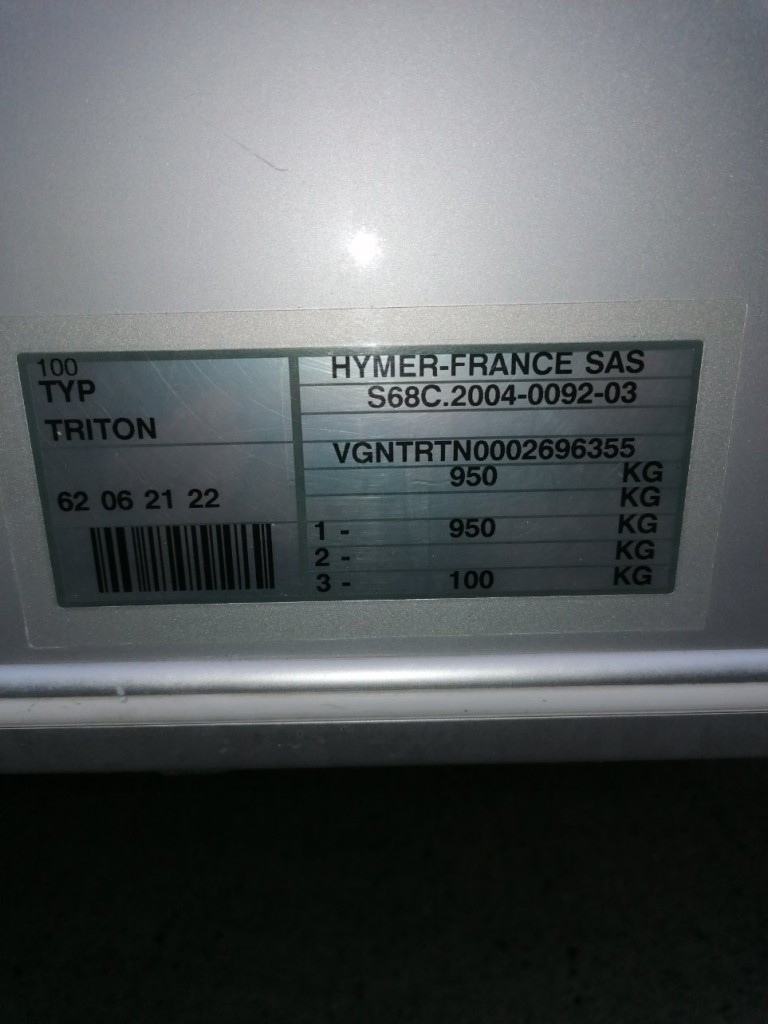 100
TYP
TRITON
62 06 21 22
HYMER-FRANCE SAS
S68C.2004-0092-03
VGNTRTN0002696355
950 KG
KG
1 - 950 KG
2 - KG
3 - 100 KG